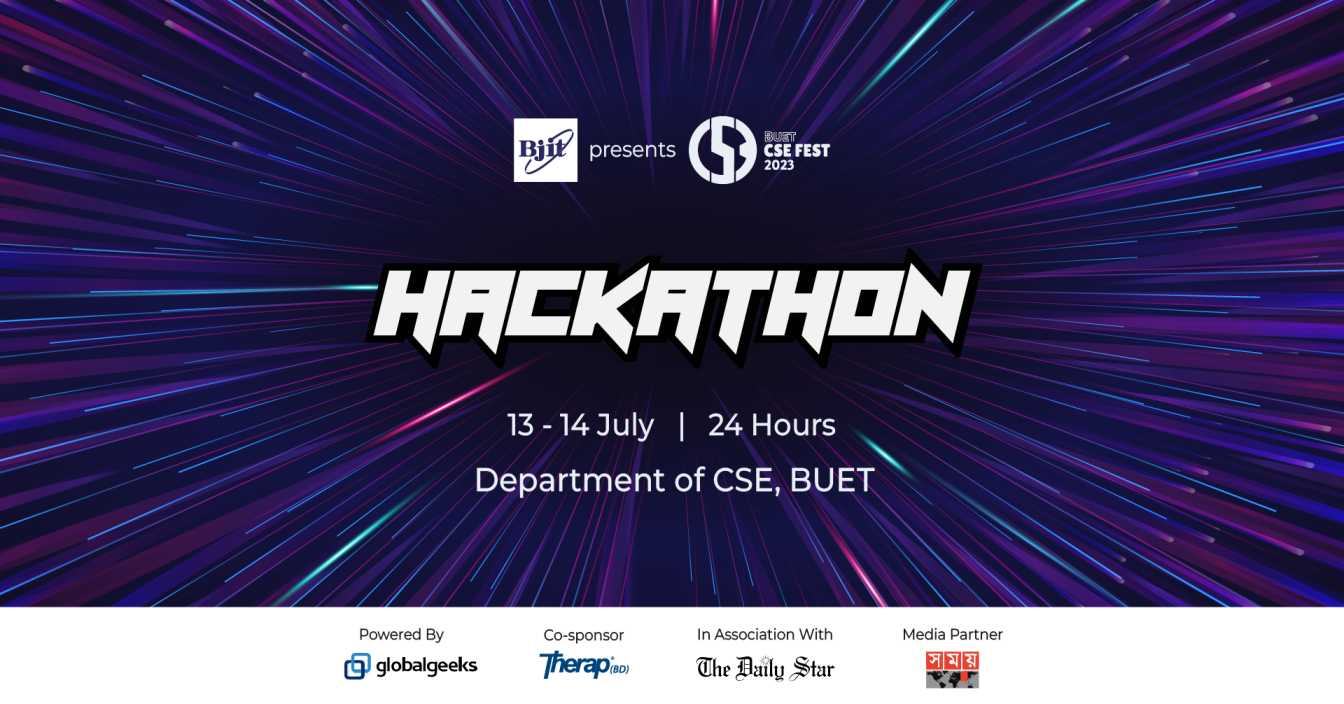 Bjit presents BUET
CSE FEST
2023
HACKATHON
13 - 14 July | 24 Hours
Department of CSE, BUET
Powered By
globalgeeks
Co-sponsor
Therap (BD)
In Association With
The Daily Star
Media Partner
সময়